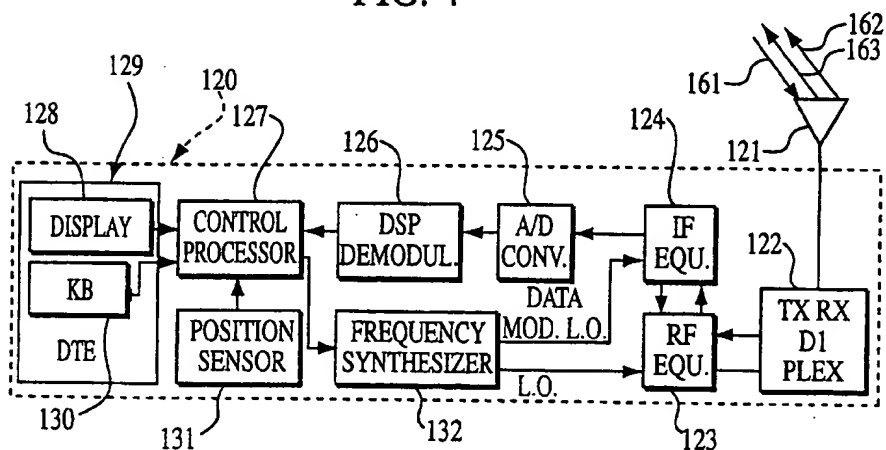 129
120
128
127
126
125
124
162
163
161
121
122
DISPLAY
CONTROL
PROCESSOR
DSP
DEMODUL.
A/D
CONV.
IF
EQU.
KB
DTE
POSITION
SENSOR
FREQUENCY
SYNTHESIZER
DATA
MOD. L.O.
L.O.
RF
EQU.
TX RX
D1
PLEX
130
131
132
123